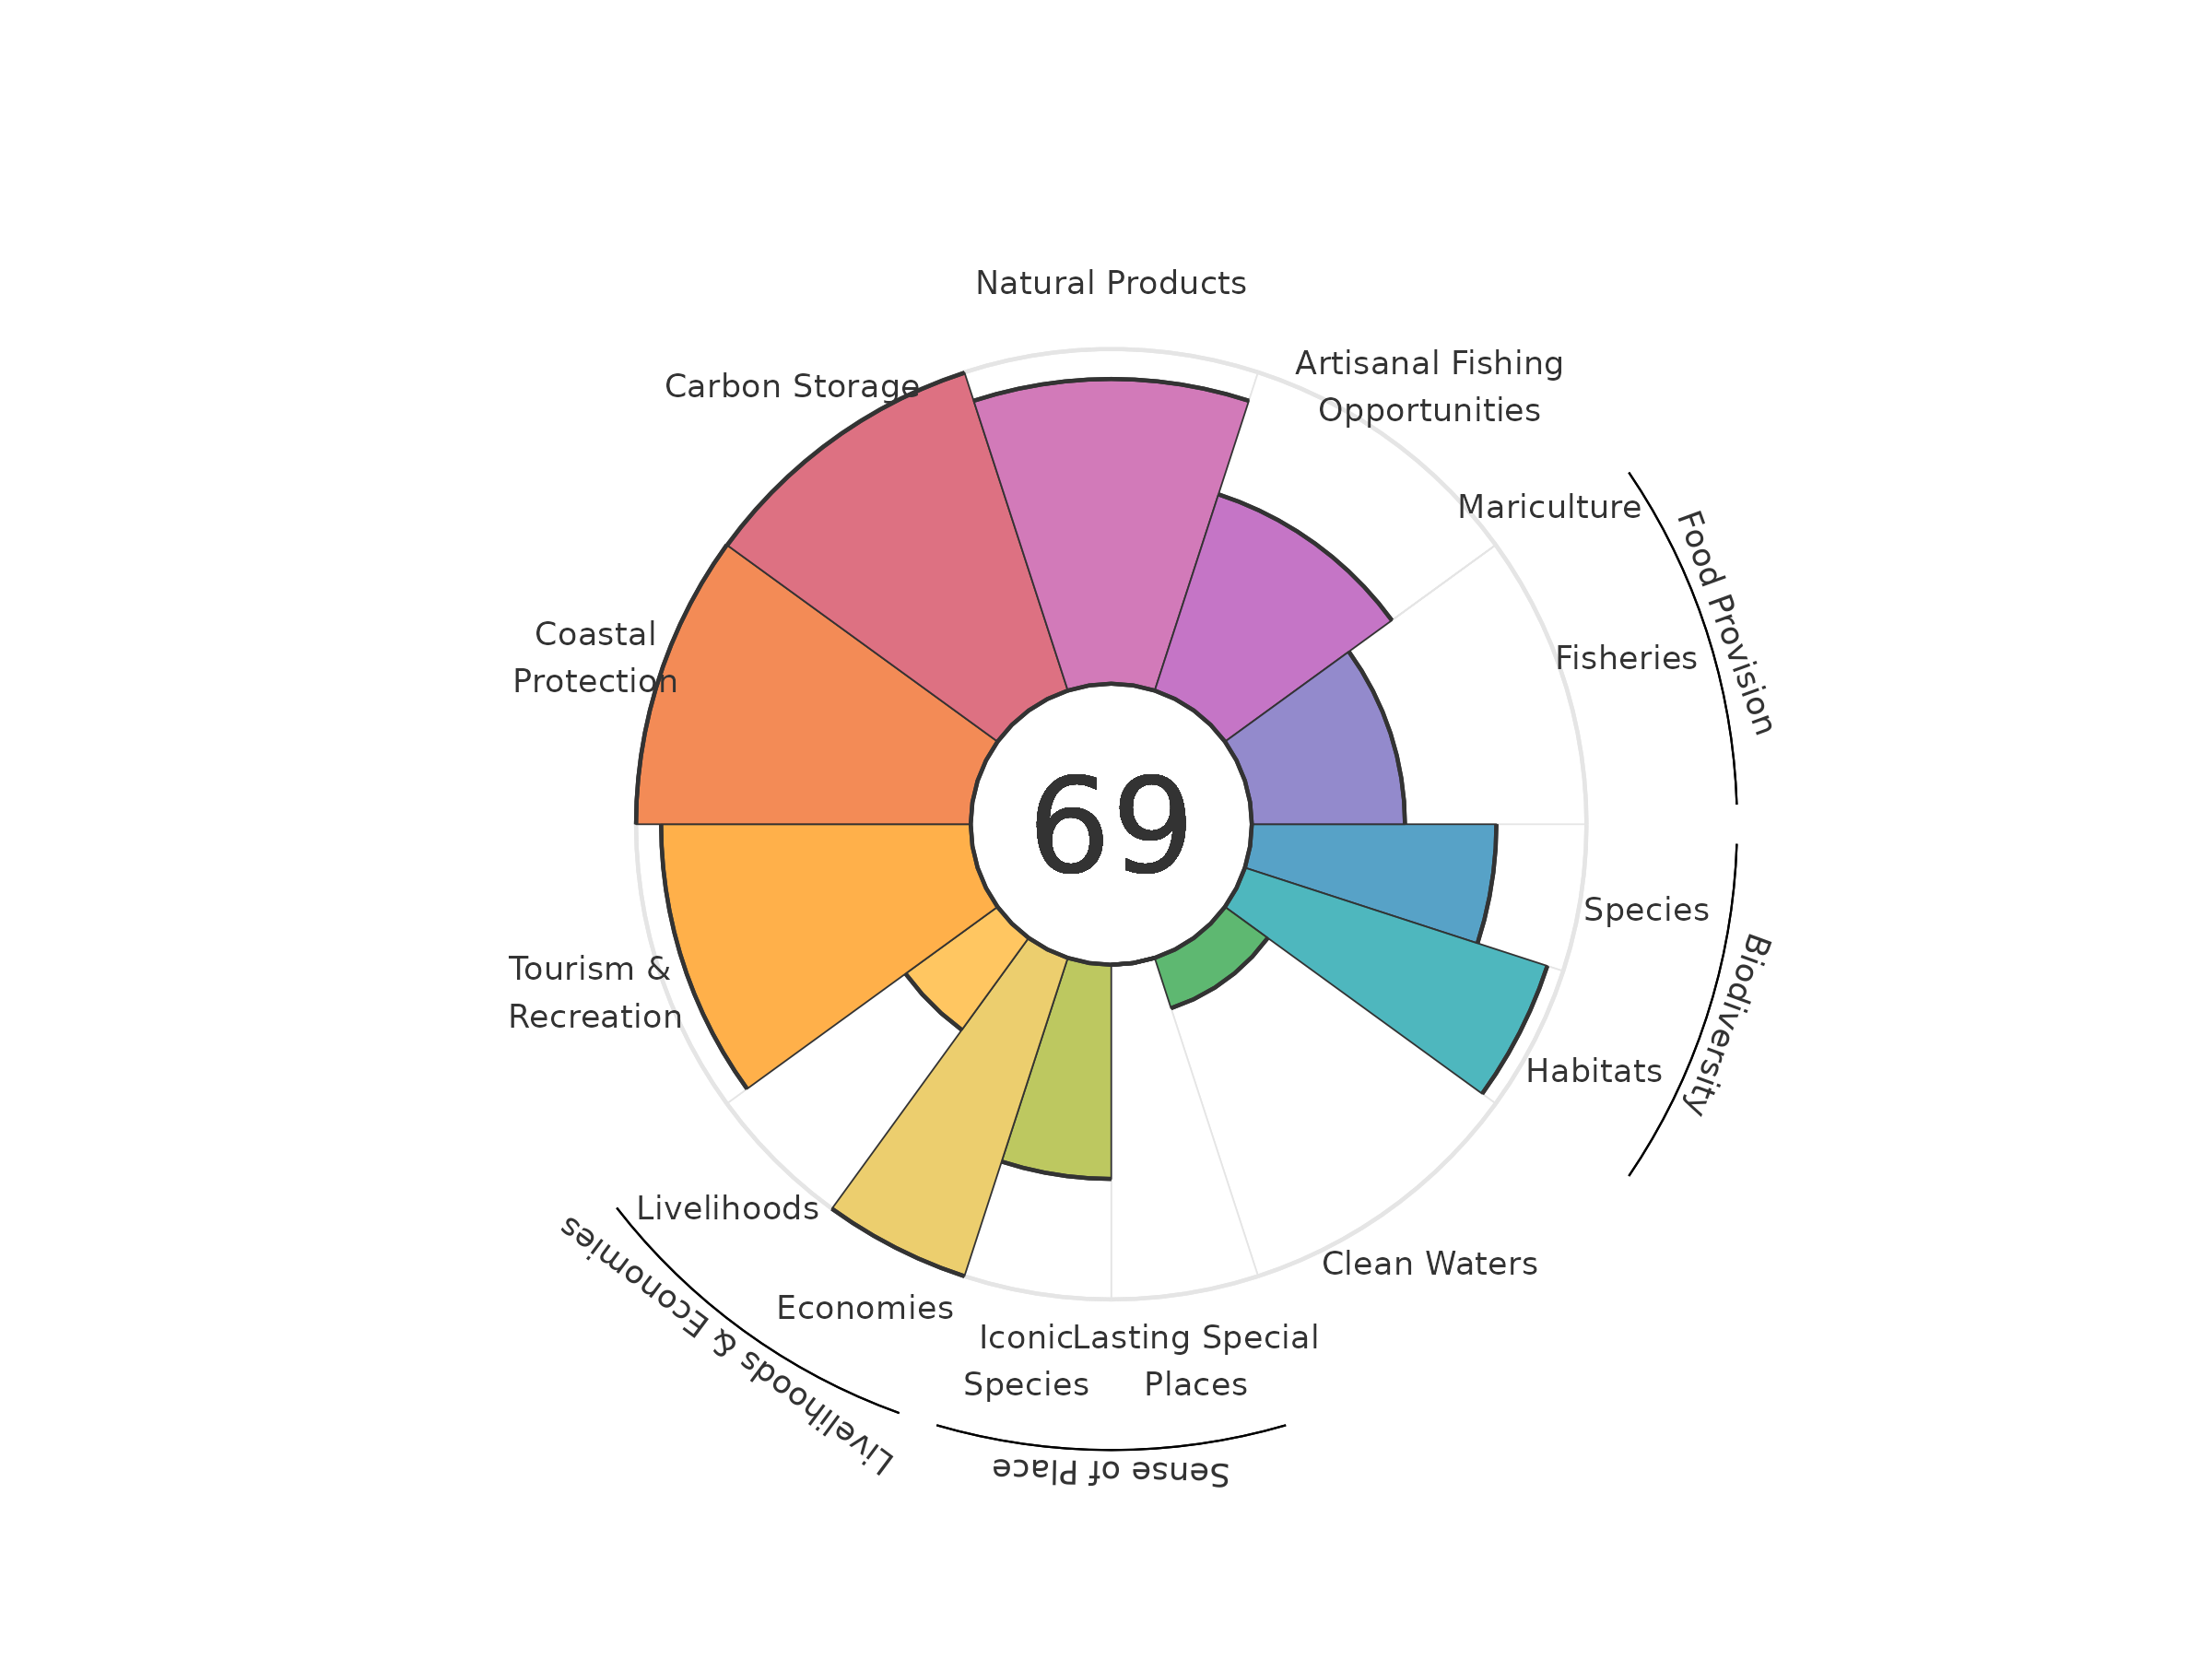 Natural Products
Artisanal Fishing
Opportunities
Carbon Storage
Mariculture
Food Provision
Coastal
Protection
Fisheries
69
Species
Biodiversity
Tourism &
Recreation
Habitats
Livelihoods
Livelihoods & Economies
Clean Waters
Economies
Iconic
Species
Lasting Special
Places
Sense of Place